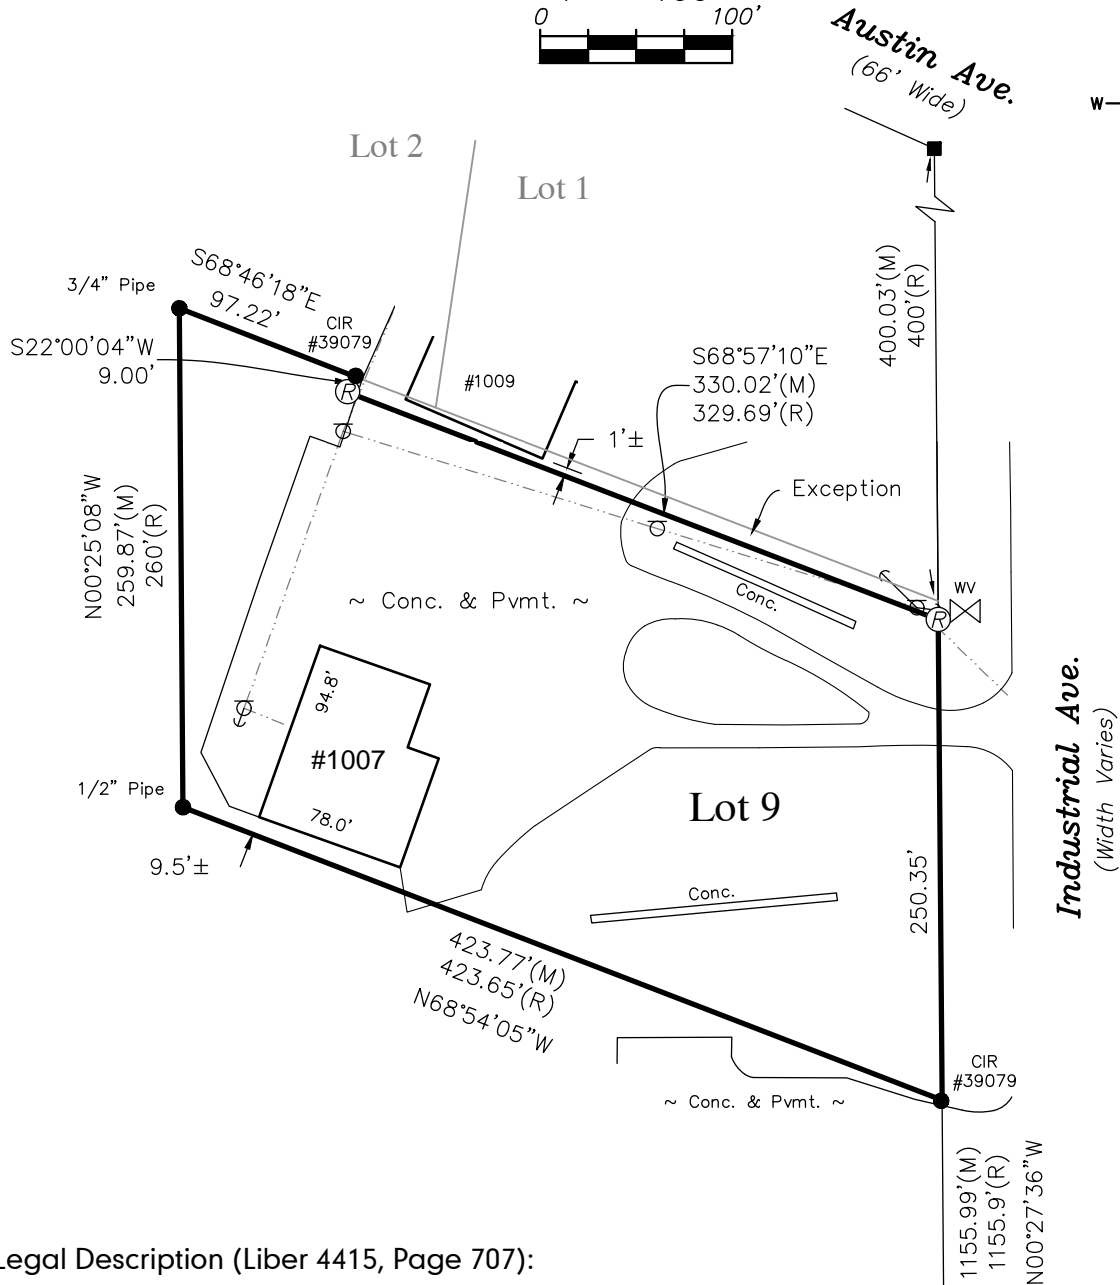 0 100'
Austin Ave.
(66' Wide)
W
Lot 2
Lot 1
3/4" Pipe
S68°46'18"E
97.22'
CIR
#39079
S22°00'04"W
9.00'
R
#1009
400.03'(M)
400'(R)
S68°57'10"E
330.02'(M)
329.69'(R)
1'±
Exception
N00°25'08"W
259.87'(M)
260'(R)
~ Conc. & Pvmt. ~
Conc.
WV
R
94.8'
#1007
78.0'
1/2" Pipe
9.5'±
Lot 9
Industrial Ave.
(Width Varies)
250.35'
Conc.
423.77'(M)
423.65'(R)
N68°54'05"W
CIR
#39079
~ Conc. & Pvmt. ~
1155.99'(M)
1155.9'(R)
N00°27'36"W
Legal Description (Liber 4415, Page 707):